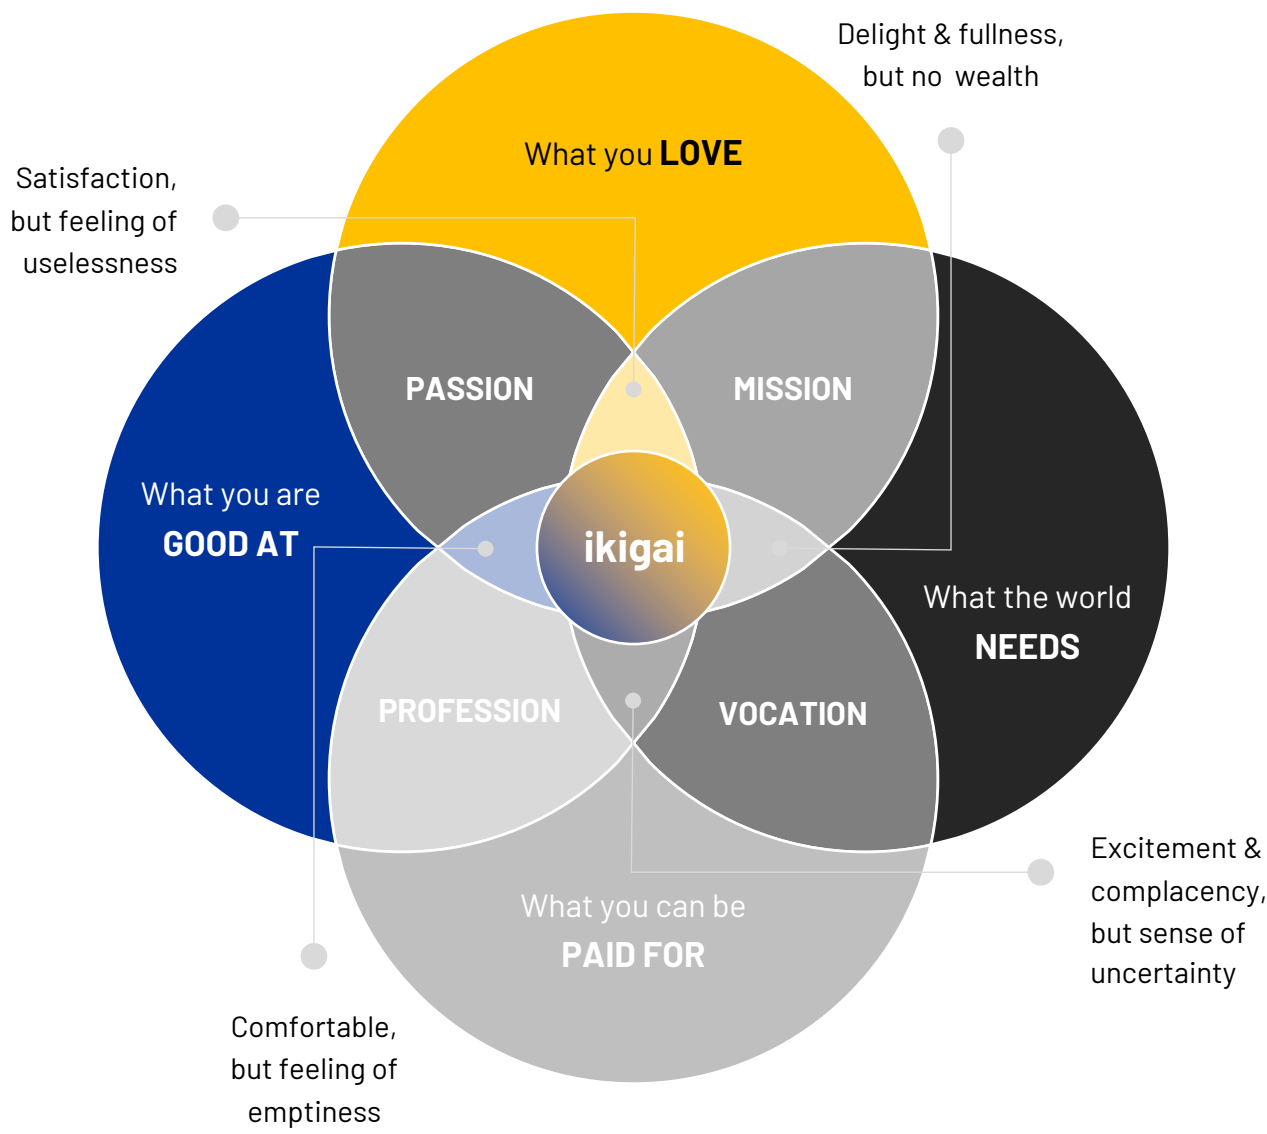 Delight & fullness,
but no wealth
What you LOVE
Satisfaction,
but feeling of
uselessness
PASSION
MISSION
What you are
GOOD AT
ikigai
What the world
NEEDS
PROFESSION
VOCATION
What you can be
PAID FOR
Excitement &
complacency,
but sense of
uncertainty
Comfortable,
but feeling of
emptiness